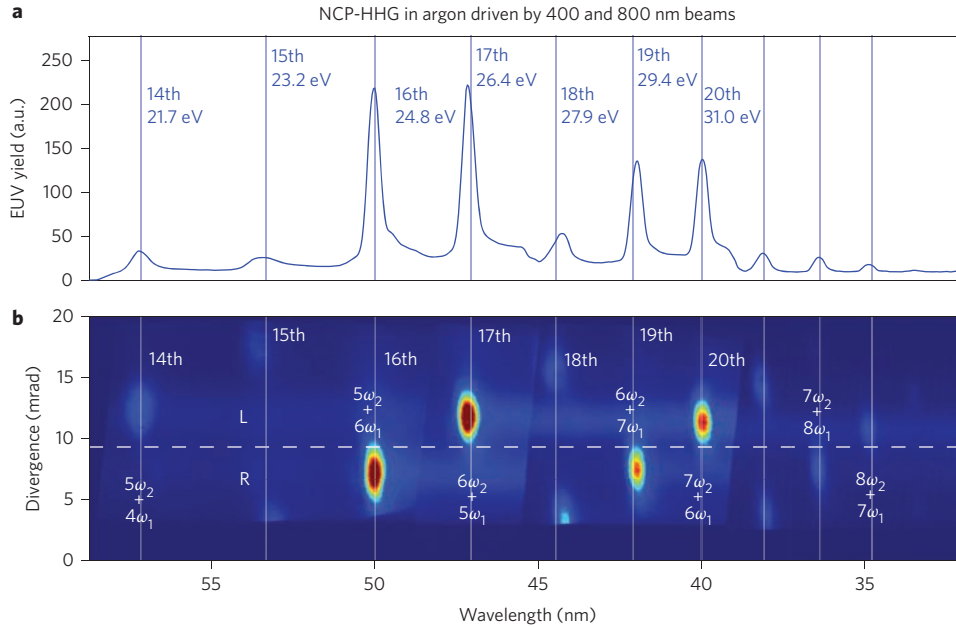 a
NCP-HHG in argon driven by 400 and 800 nm beams
EUV yield (a.u.)
250
200
150
100
50
0
14th
21.7 eV
15th
23.2 eV
16th
24.8 eV
17th
26.4 eV
18th
27.9 eV
19th
29.4 eV
20th
31.0 eV
b
Divergence (mrad)
20
15
10
5
0
14th
15th
16th
17th
18th
19th
20th
L
R
5ω₂
+
4ω₁
5ω₂
+
6ω₁
6ω₂
+
5ω₁
6ω₂
+
7ω₁
7ω₂
+
6ω₁
7ω₂
+
8ω₁
8ω₂
+
7ω₁
55
50
45
40
35
Wavelength (nm)